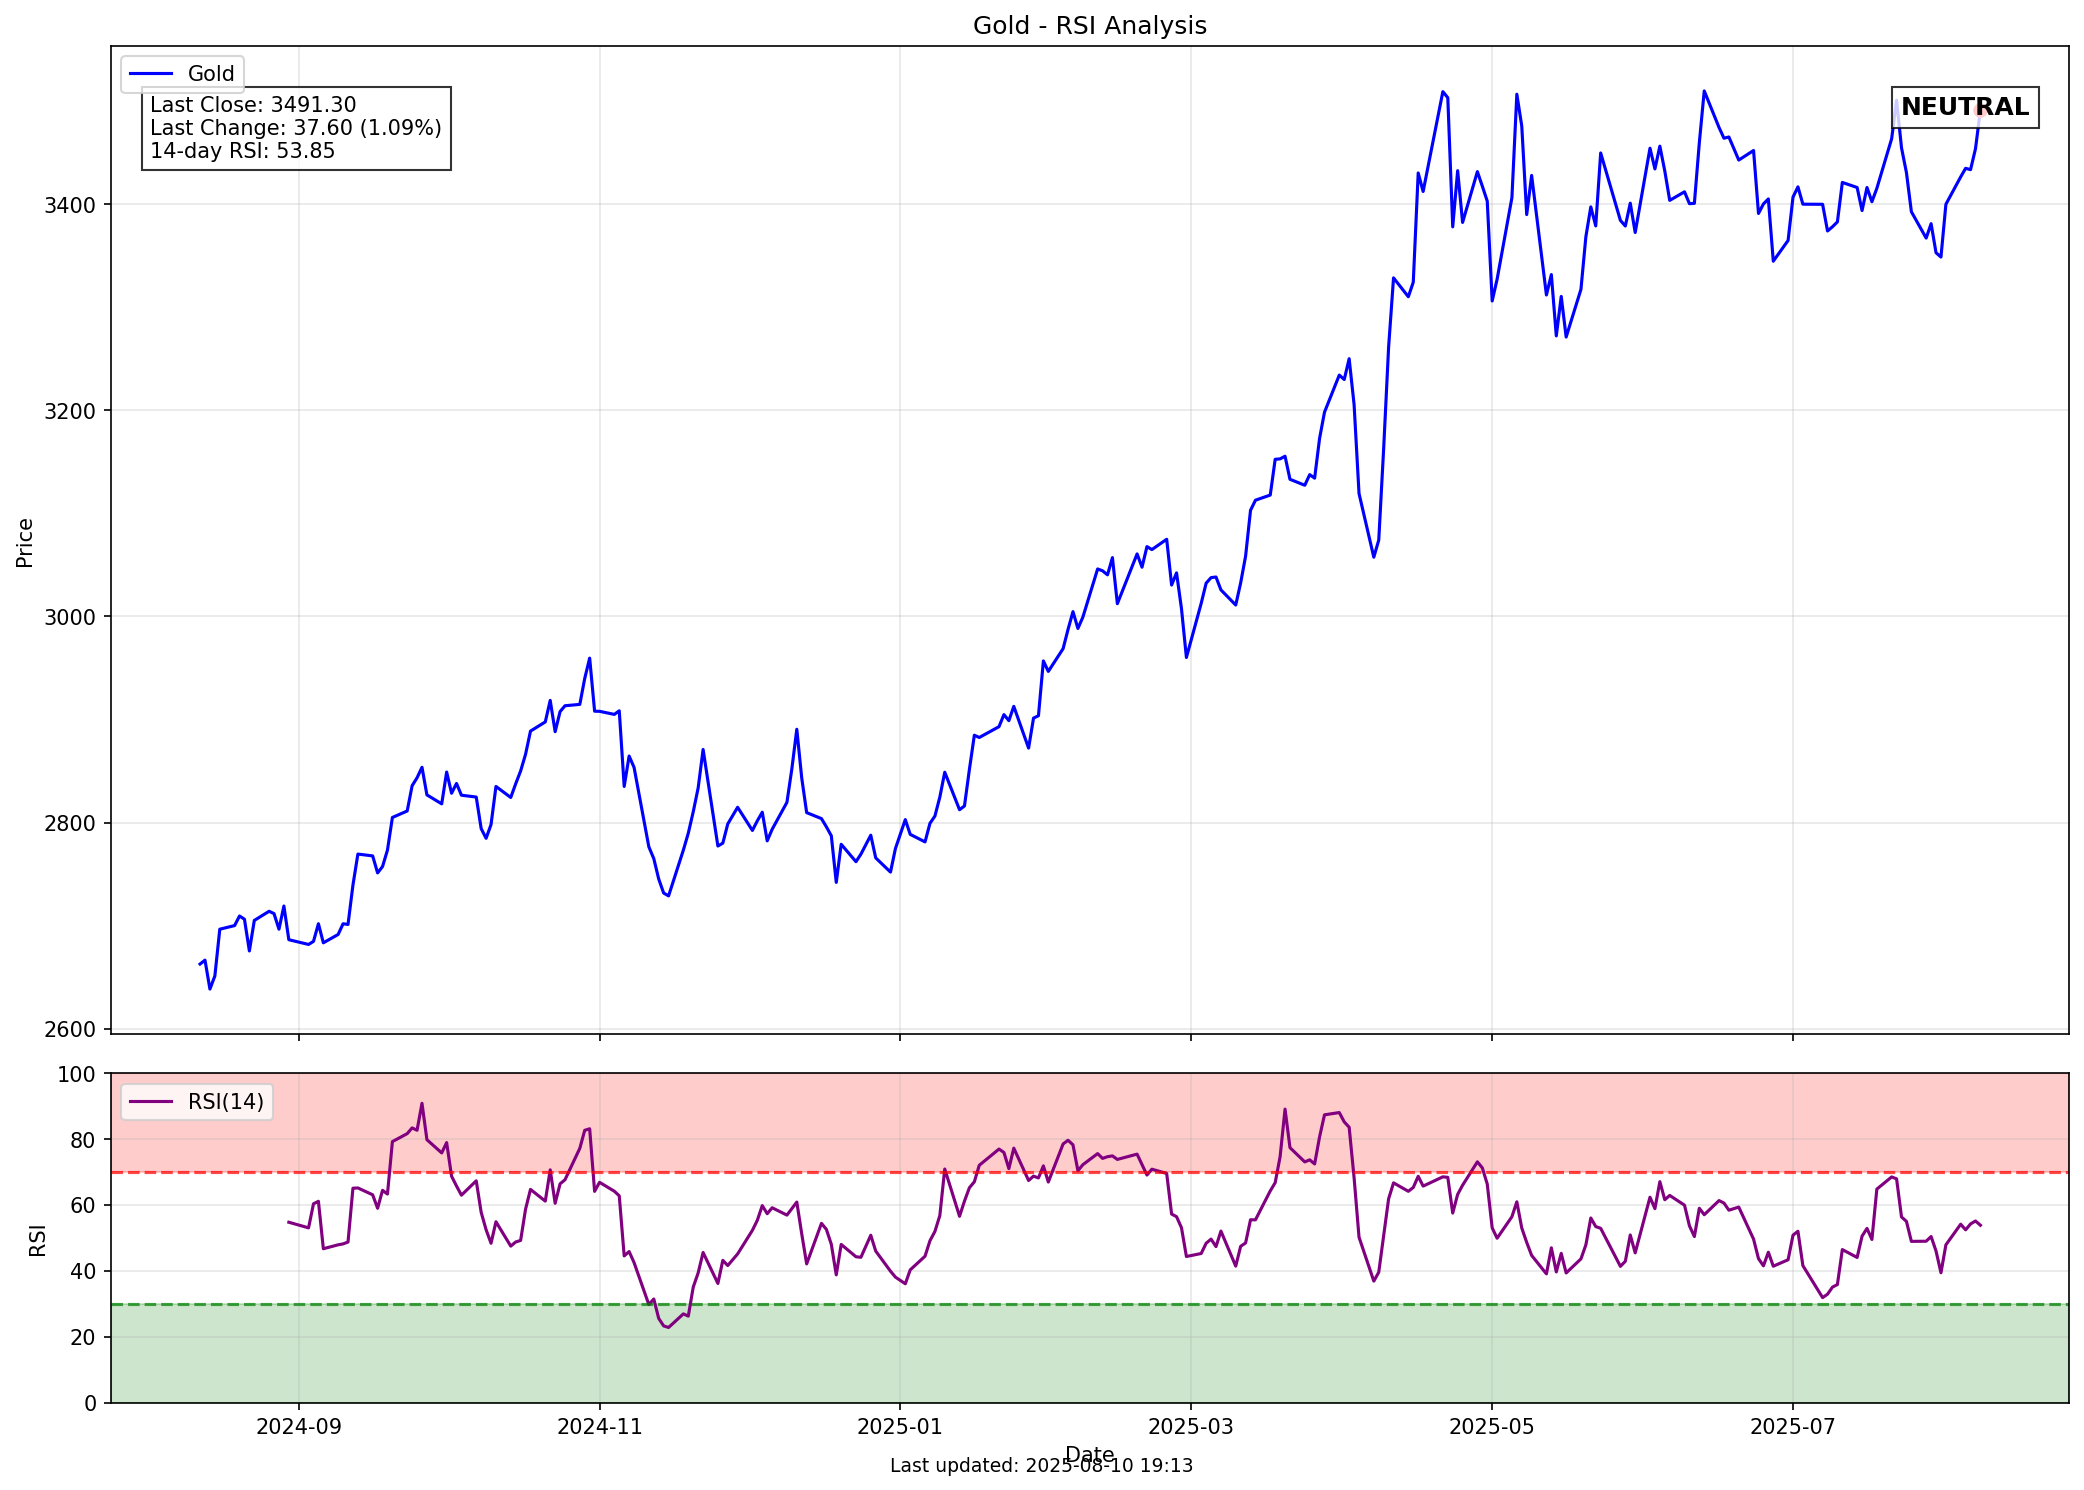 Gold - RSI Analysis
Gold
Last Close: 3491.30
Last Change: 37.60 (1.09%)
14-day RSI: 53.85
NEUTRAL
3400
3200
3000
2800
2600
Price
100
80
60
40
20
0
RSI
RSI(14)
2024-09
2024-11
2025-01
2025-03
2025-05
2025-07
Date
Last updated: 2025-08-10 19:13